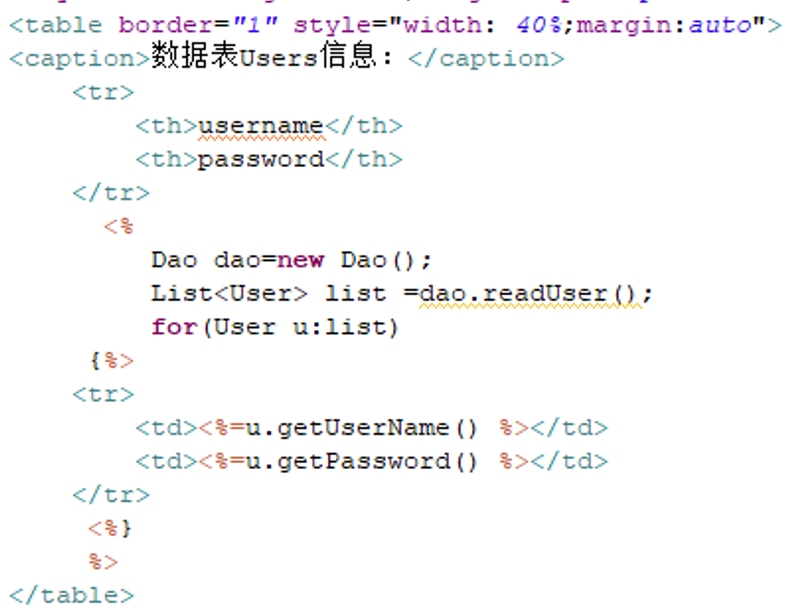 <table border="1" style="width: 40%;margin:auto">
<caption>数据表Users信息：</caption>
<tr>
<th>username</th>
<th>password</th>
</tr>
<%
Dao dao=new Dao();
List<User> list =dao.readUser();
for(User u:list)
{%>
<tr>
<td><%=u.getUserName() %></td>
<td><%=u.getPassword() %></td>
</tr>
<%}
%>
</table>